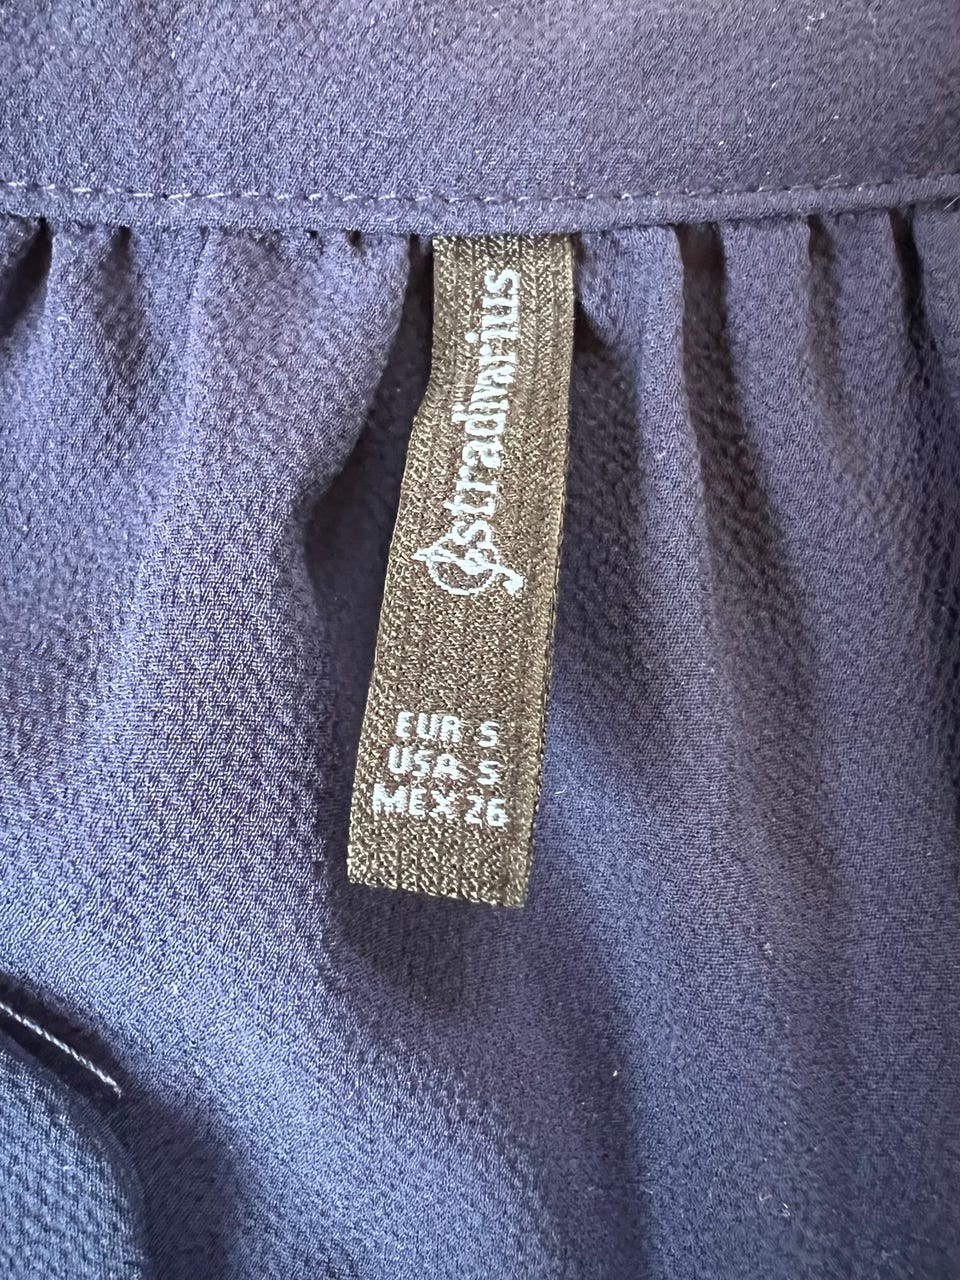 stradivarius
EUR S
USA S
MEX 26